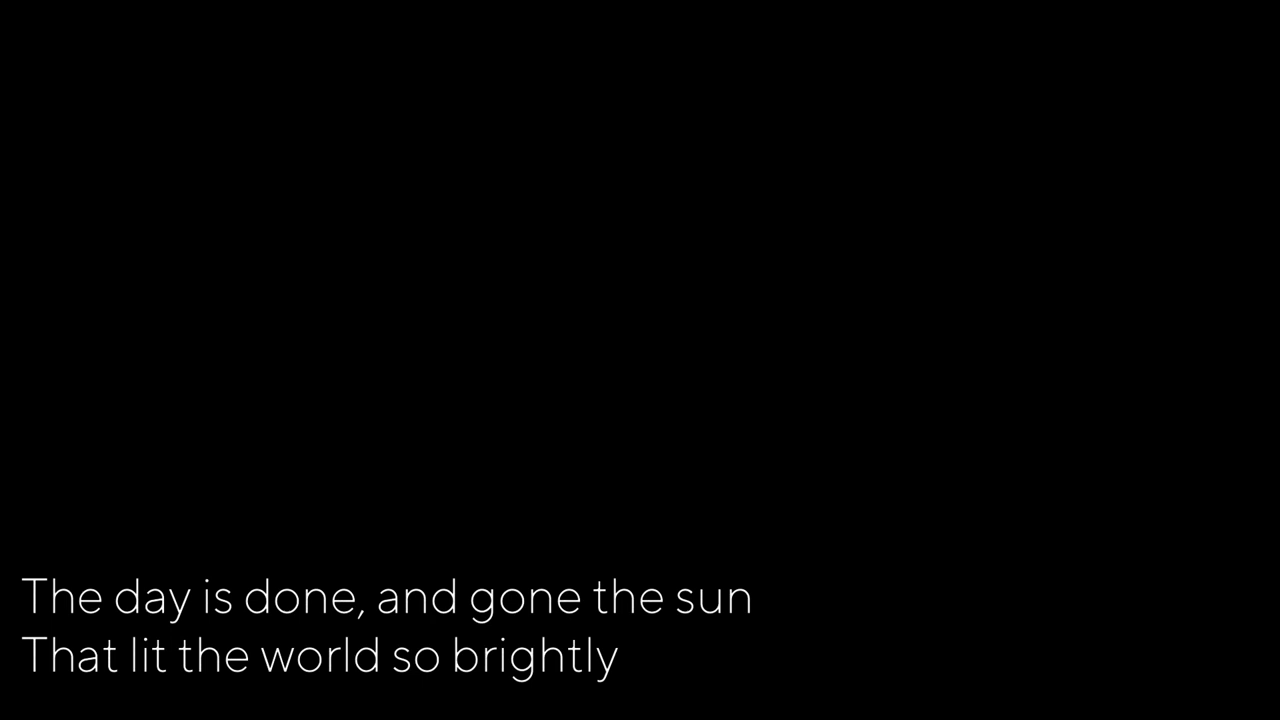 The day is done, and gone the sun
That lit the world so brightly